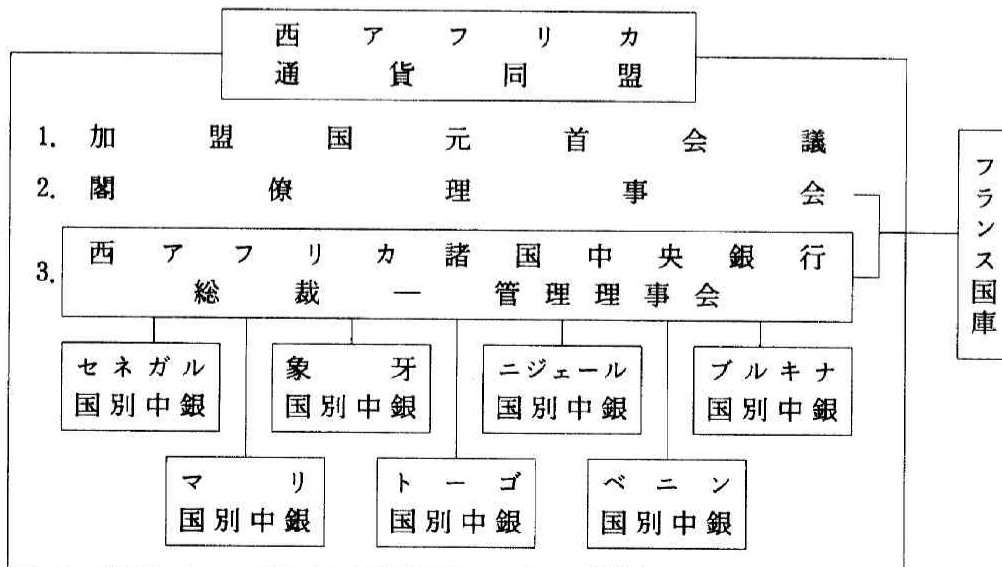 西アフリカ
通貨同盟
1. 加盟国元首会議
2. 閣僚理事会
3. 西アフリカ諸国中央銀行
総裁 — 管理理事会
フランス国庫
セネガル
国別中銀
象牙
国別中銀
ニジェール
国別中銀
ブルキナ
国別中銀
マリ
国別中銀
トーゴ
国別中銀
ベニン
国別中銀